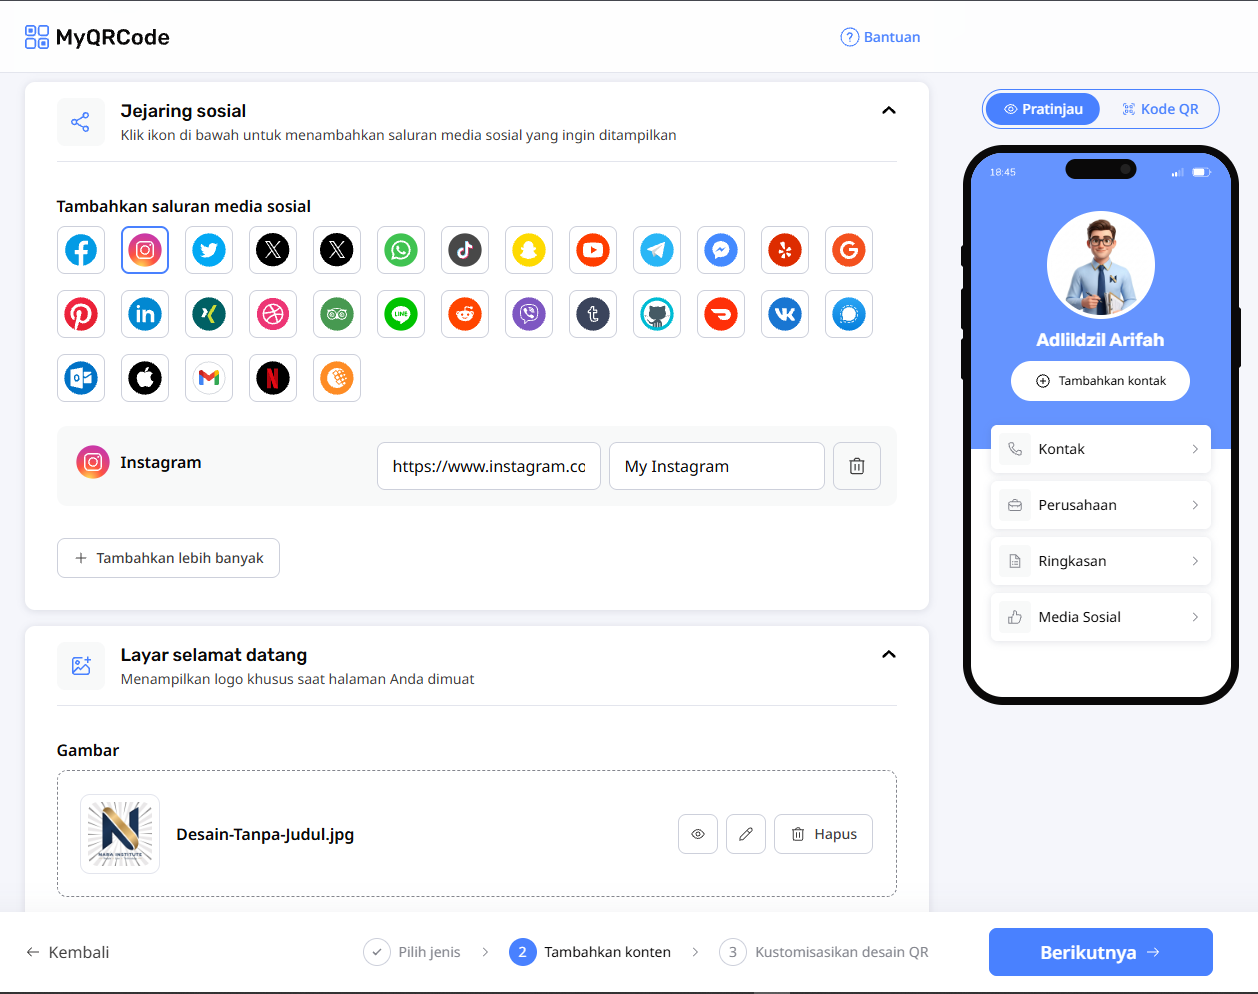 MyQRCode
Bantuan
Jejaring sosial
Klik ikon di bawah untuk menambahkan saluran media sosial yang ingin ditampilkan
Tambahkan saluran media sosial
Instagram
https://www.instagram.co
My Instagram
Tambahkan lebih banyak
Layar selamat datang
Menampilkan logo khusus saat halaman Anda dimuat
Gambar
NABA INSTITUTE
Desain-Tanpa-Judul.jpg
Hapus
Pratinjau
Kode QR
18:45
Adlildzil Arifah
Tambahkan kontak
Kontak
Perusahaan
Ringkasan
Media Sosial
Kembali
Pilih jenis
2 Tambahkan konten
3 Kustomisasikan desain QR
Berikutnya